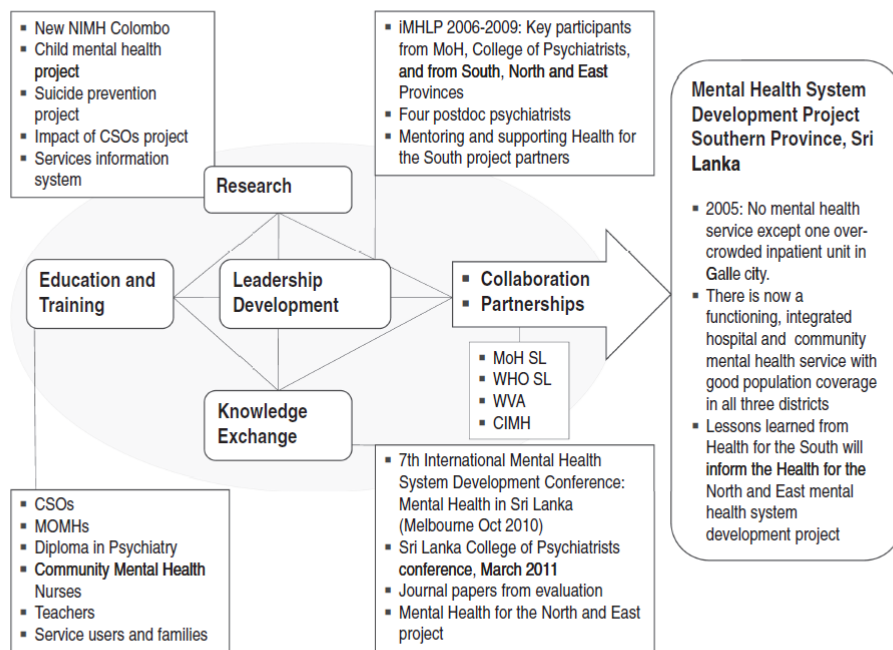 New NIMH Colombo
Child mental health
project
Suicide prevention
project
Impact of CSOs project
Services information
system
iMHLP 2006-2009: Key participants
from MoH, College of Psychiatrists,
and from South, North and East
Provinces
Four postdoc psychiatrists
Mentoring and supporting Health for
the South project partners
Research
Education and
Training
Leadership
Development
Collaboration
Partnerships
Knowledge
Exchange
MoH SL
WHO SL
WVA
CIMH
CSOs
MOMHs
Diploma in Psychiatry
Community Mental Health
Nurses
Teachers
Service users and families
7th International Mental Health
System Development Conference:
Mental Health in Sri Lanka
(Melbourne Oct 2010)
Sri Lanka College of Psychiatrists
conference, March 2011
Journal papers from evaluation
Mental Health for the North and East
project
Mental Health System
Development Project
Southern Province, Sri
Lanka
2005: No mental health
service except one over-
crowded inpatient unit in
Galle city.
There is now a
functioning, integrated
hospital and community
mental health service with
good population coverage
in all three districts
Lessons learned from
Health for the South will
inform the Health for the
North and East mental
health system
development project